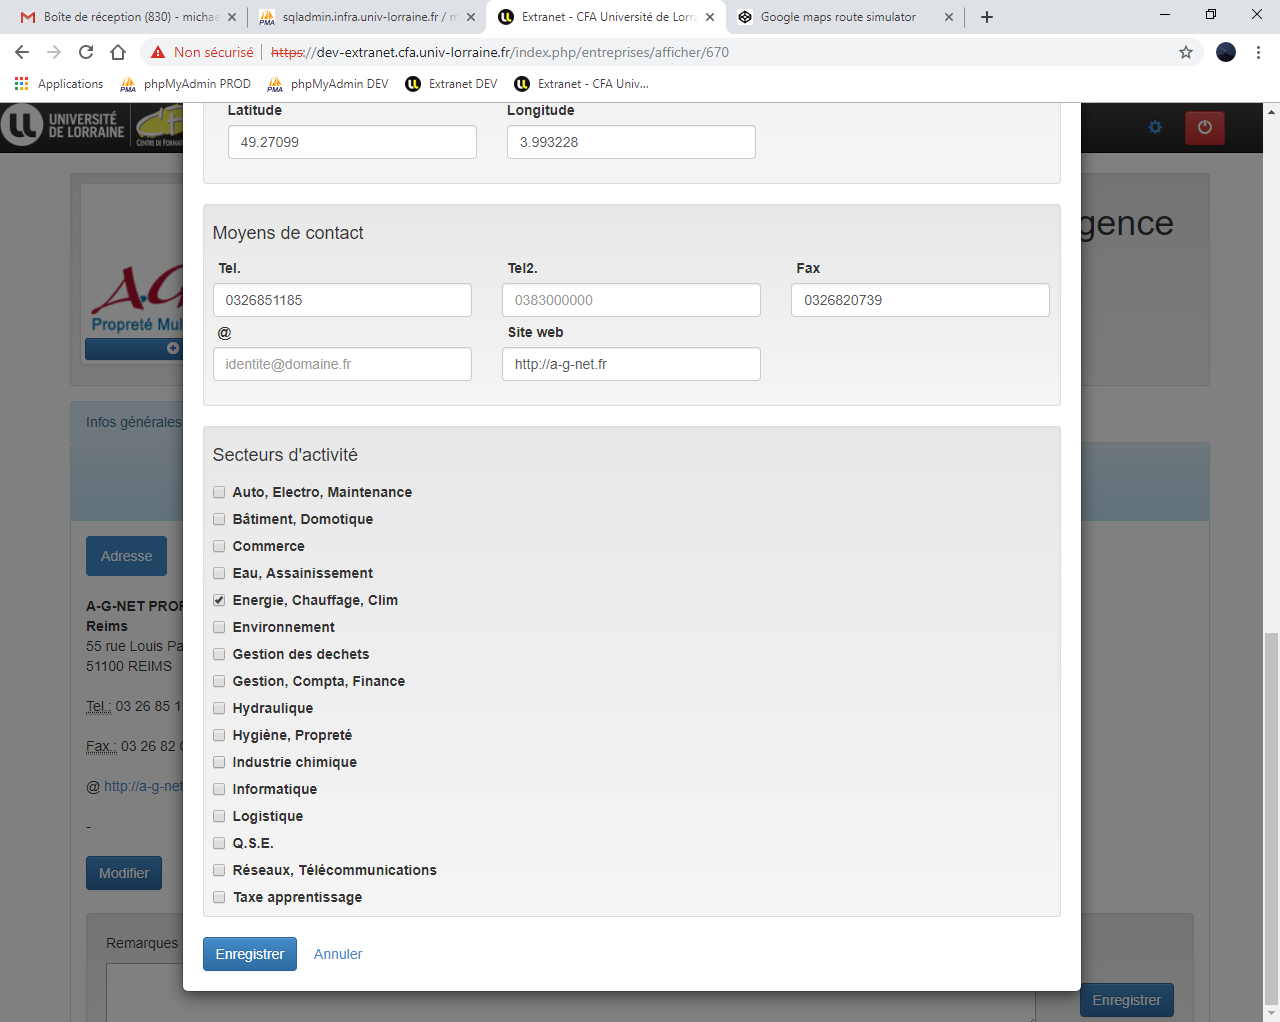 Boîte de réception (830) - michae
sqladmin.infra.univ-lorraine.fr / m
Extranet - CFA Université de Lorra
Google maps route simulator
Non sécurisé
https://dev-extranet.cfa.univ-lorraine.fr/index.php/entreprises/afficher/670
Applications
phpMyAdmin PROD
phpMyAdmin DEV
Extranet DEV
Extranet - CFA Univ...
UNIVERSITÉ
DE LORRAINE
Latitude
Longitude
49.27099
3.993228
gence
Moyens de contact
Tel.
Tel2.
Fax
0326851185
0383000000
0326820739
@
Site web
identite@domaine.fr
http://a-g-net.fr
A.G
Propreté Mul
Infos générales
Secteurs d'activité
Auto, Electro, Maintenance
Bâtiment, Domotique
Commerce
Eau, Assainissement
Energie, Chauffage, Clim
Environnement
Gestion des dechets
Gestion, Compta, Finance
Hydraulique
Hygiène, Propreté
Industrie chimique
Informatique
Logistique
Q.S.E.
Réseaux, Télécommunications
Taxe apprentissage
Enregistrer
Annuler
Adresse
A-G-NET PROP
Reims
55 rue Louis Pa
51100 REIMS
Tel.: 03 26 85 1
Fax.: 03 26 82 0
@ http://a-g-net
-
Modifier
Remarques
Enregistrer